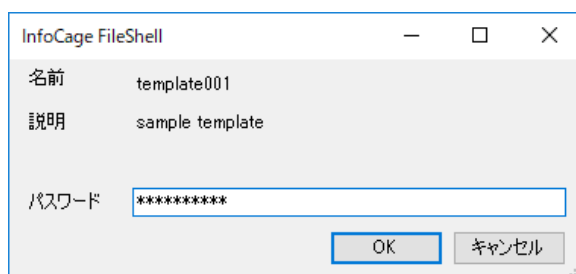 InfoCage FileShell
名前 template001
説明 sample template
パスワード **********
OK キャンセル